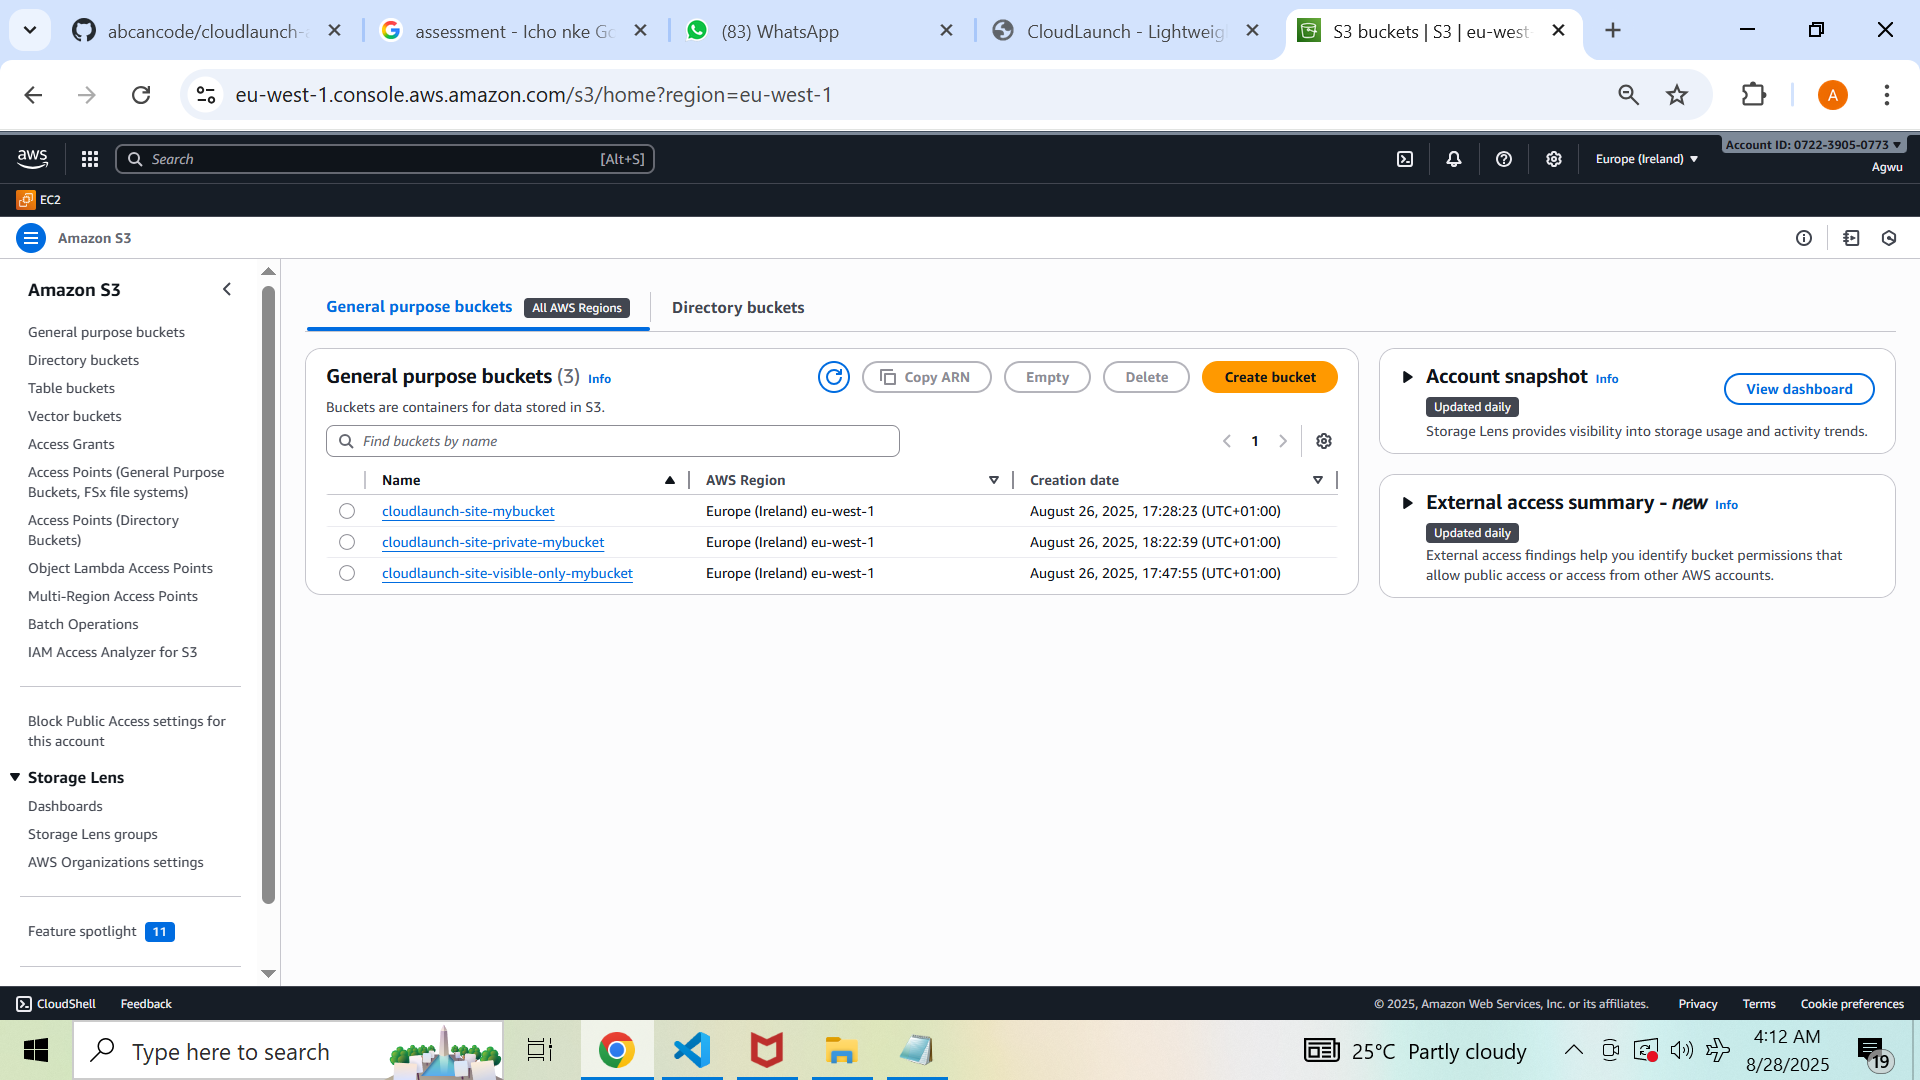 abcancode/cloudlaunch-a
assessment - Icho nke Go
(83) WhatsApp
CloudLaunch - Lightweig
S3 buckets | S3 | eu-west-
eu-west-1.console.aws.amazon.com/s3/home?region=eu-west-1
A
aws
Search
[Alt+S]
Europe (Ireland)
Account ID: 0722-3905-0773
Agwu
EC2
Amazon S3
Amazon S3
General purpose buckets
Directory buckets
Table buckets
Vector buckets
Access Grants
Access Points (General Purpose
Buckets, FSx file systems)
Access Points (Directory
Buckets)
Object Lambda Access Points
Multi-Region Access Points
Batch Operations
IAM Access Analyzer for S3
Block Public Access settings for
this account
Storage Lens
Dashboards
Storage Lens groups
AWS Organizations settings
Feature spotlight 11
General purpose buckets All AWS Regions
Directory buckets
General purpose buckets (3) Info
Copy ARN
Empty
Delete
Create bucket
Buckets are containers for data stored in S3.
Find buckets by name
1
Name AWS Region Creation date
cloudlaunch-site-mybucket Europe (Ireland) eu-west-1 August 26, 2025, 17:28:23 (UTC+01:00)
cloudlaunch-site-private-mybucket Europe (Ireland) eu-west-1 August 26, 2025, 18:22:39 (UTC+01:00)
cloudlaunch-site-visible-only-mybucket Europe (Ireland) eu-west-1 August 26, 2025, 17:47:55 (UTC+01:00)
Account snapshot Info
View dashboard
Updated daily
Storage Lens provides visibility into storage usage and activity trends.
External access summary - new Info
Updated daily
External access findings help you identify bucket permissions that
allow public access or access from other AWS accounts.
CloudShell
Feedback
© 2025, Amazon Web Services, Inc. or its affiliates.
Privacy
Terms
Cookie preferences
Type here to search
25°C Partly cloudy
4:12 AM
8/28/2025
19